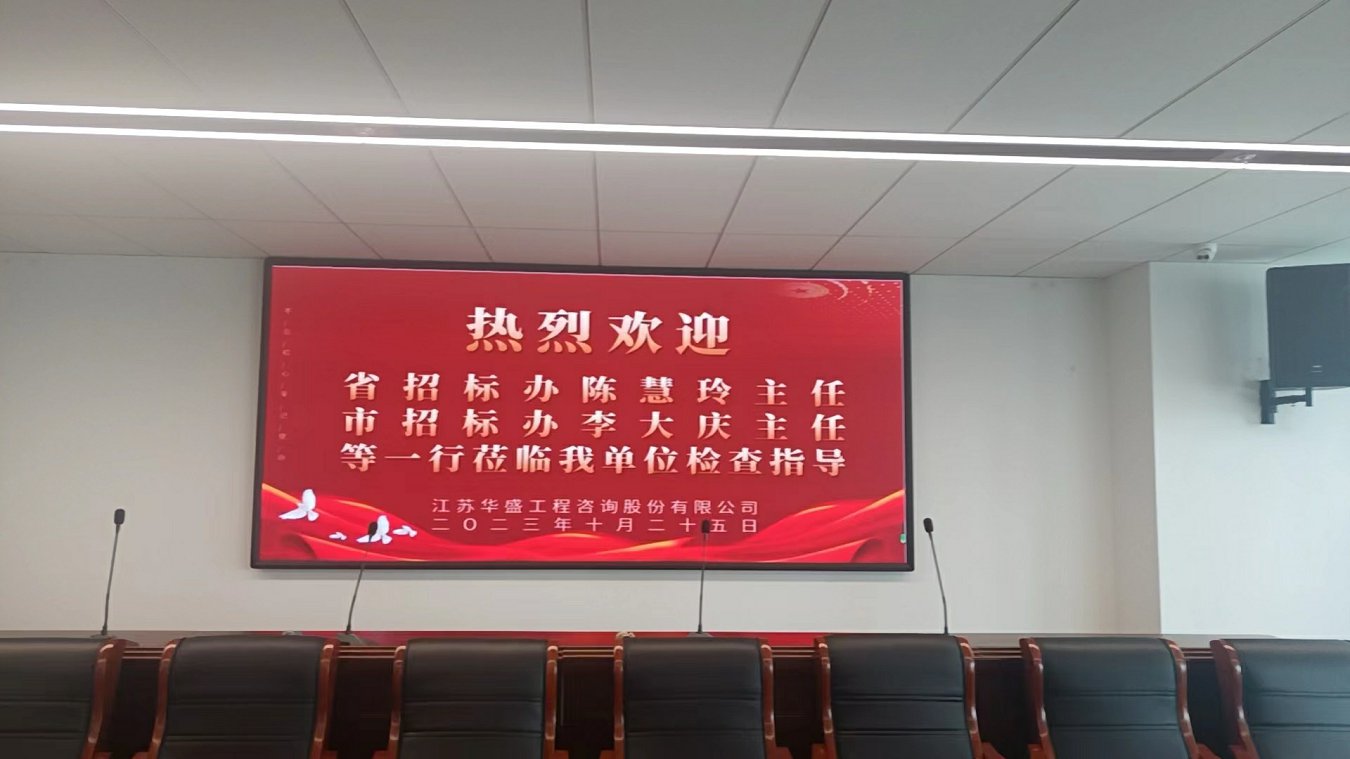 热烈欢迎
省招标办陈慧玲主任
市招标办李大庆主任
等一行莅临我单位检查指导
江苏华盛工程咨询股份有限公司
二〇二三年十月二十五日